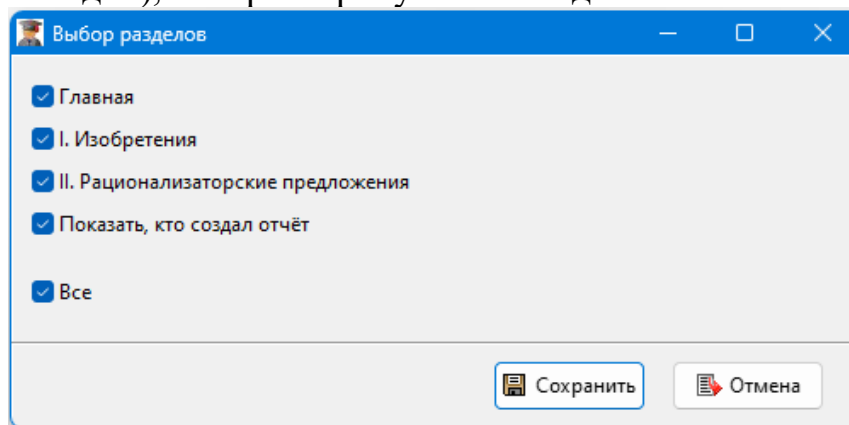 Выбор разделов
Главная
I. Изобретения
II. Рационализаторские предложения
Показать, кто создал отчёт
Все
Сохранить Отмена